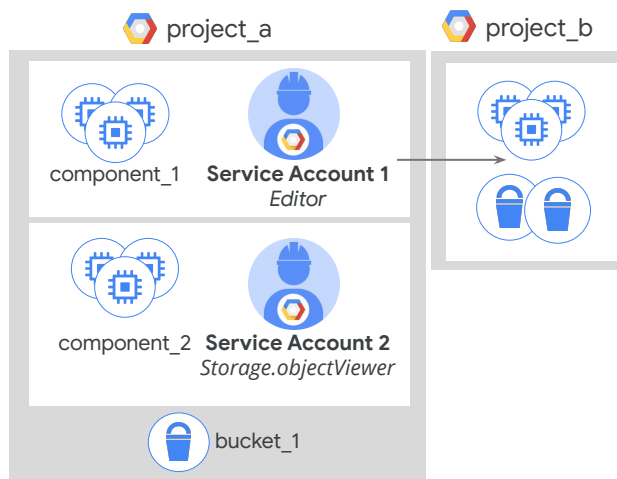 project_a
project_b
component_1
Service Account 1
Editor
component_2
Service Account 2
Storage.objectViewer
bucket_1